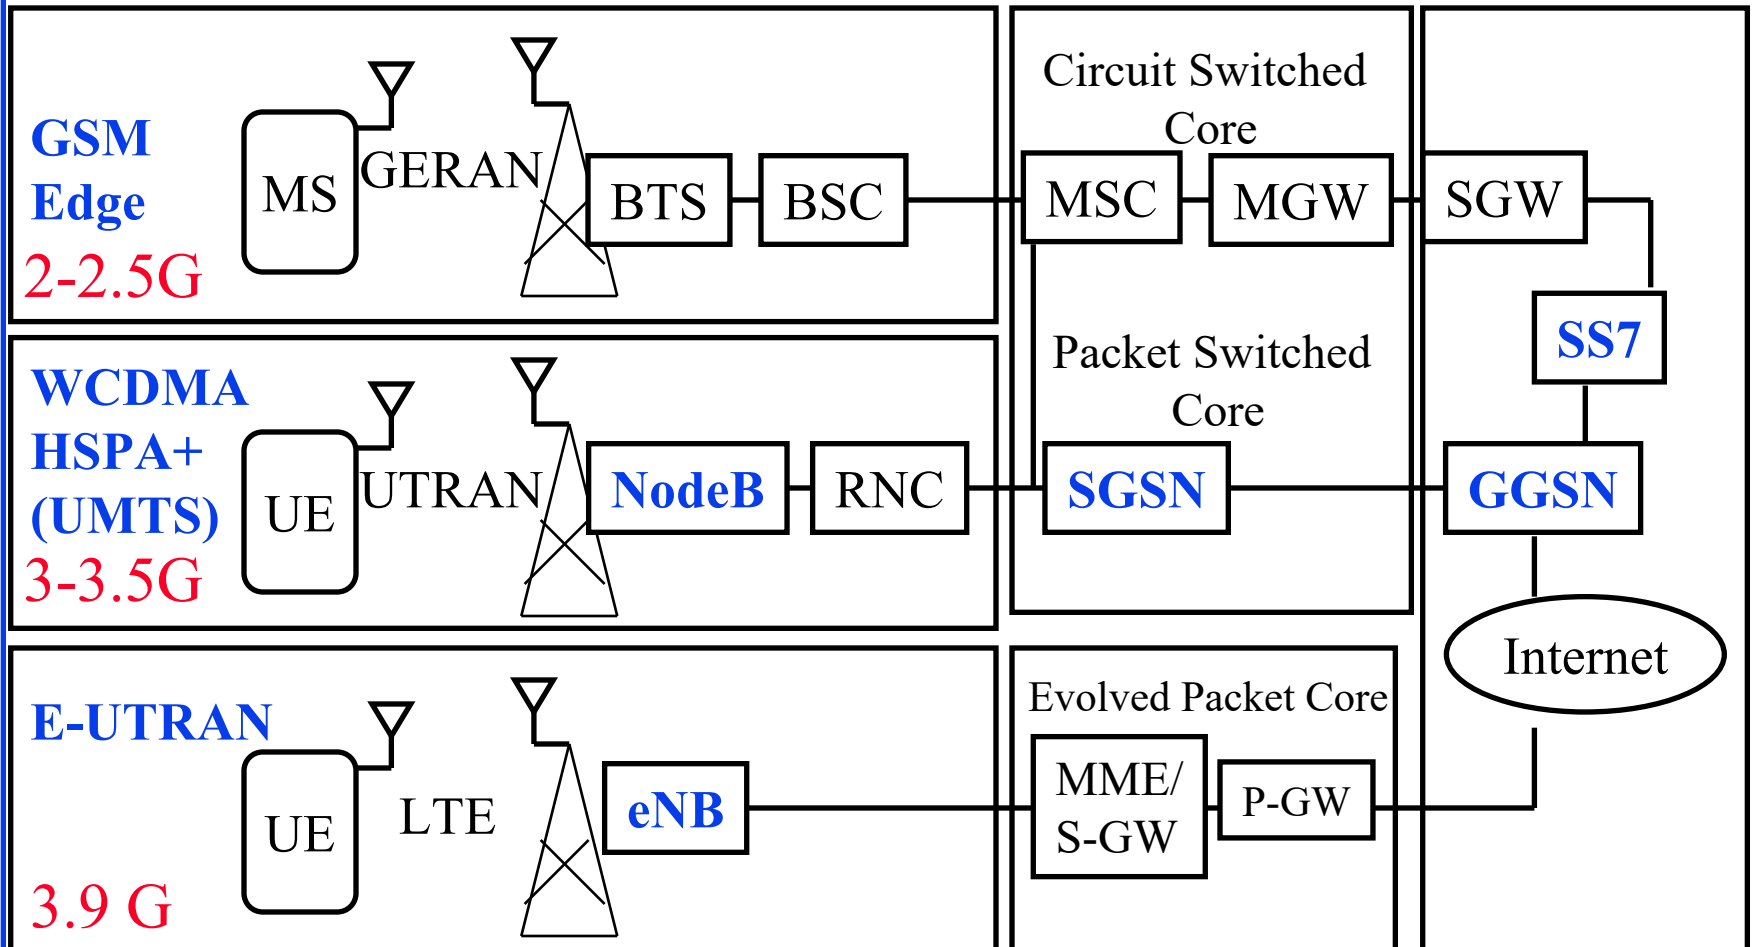 GSM
Edge
2-2.5G
MS
GERAN
BTS
BSC
Circuit Switched
Core
MSC
MGW
SGW
SS7
WCDMA
HSPA+
(UMTS)
3-3.5G
UE
UTRAN
NodeB
RNC
Packet Switched
Core
SGSN
GGSN
Internet
E-UTRAN
3.9 G
UE
LTE
eNB
Evolved Packet Core
MME/
S-GW
P-GW